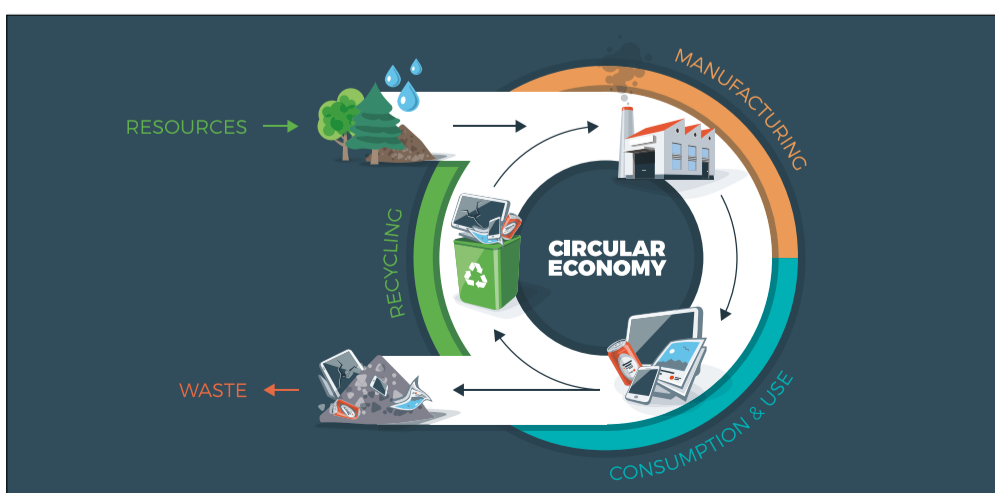 RESOURCES
MANUFACTURING
RECYCLING
CIRCULAR
ECONOMY
WASTE
CONSUMPTION & USE